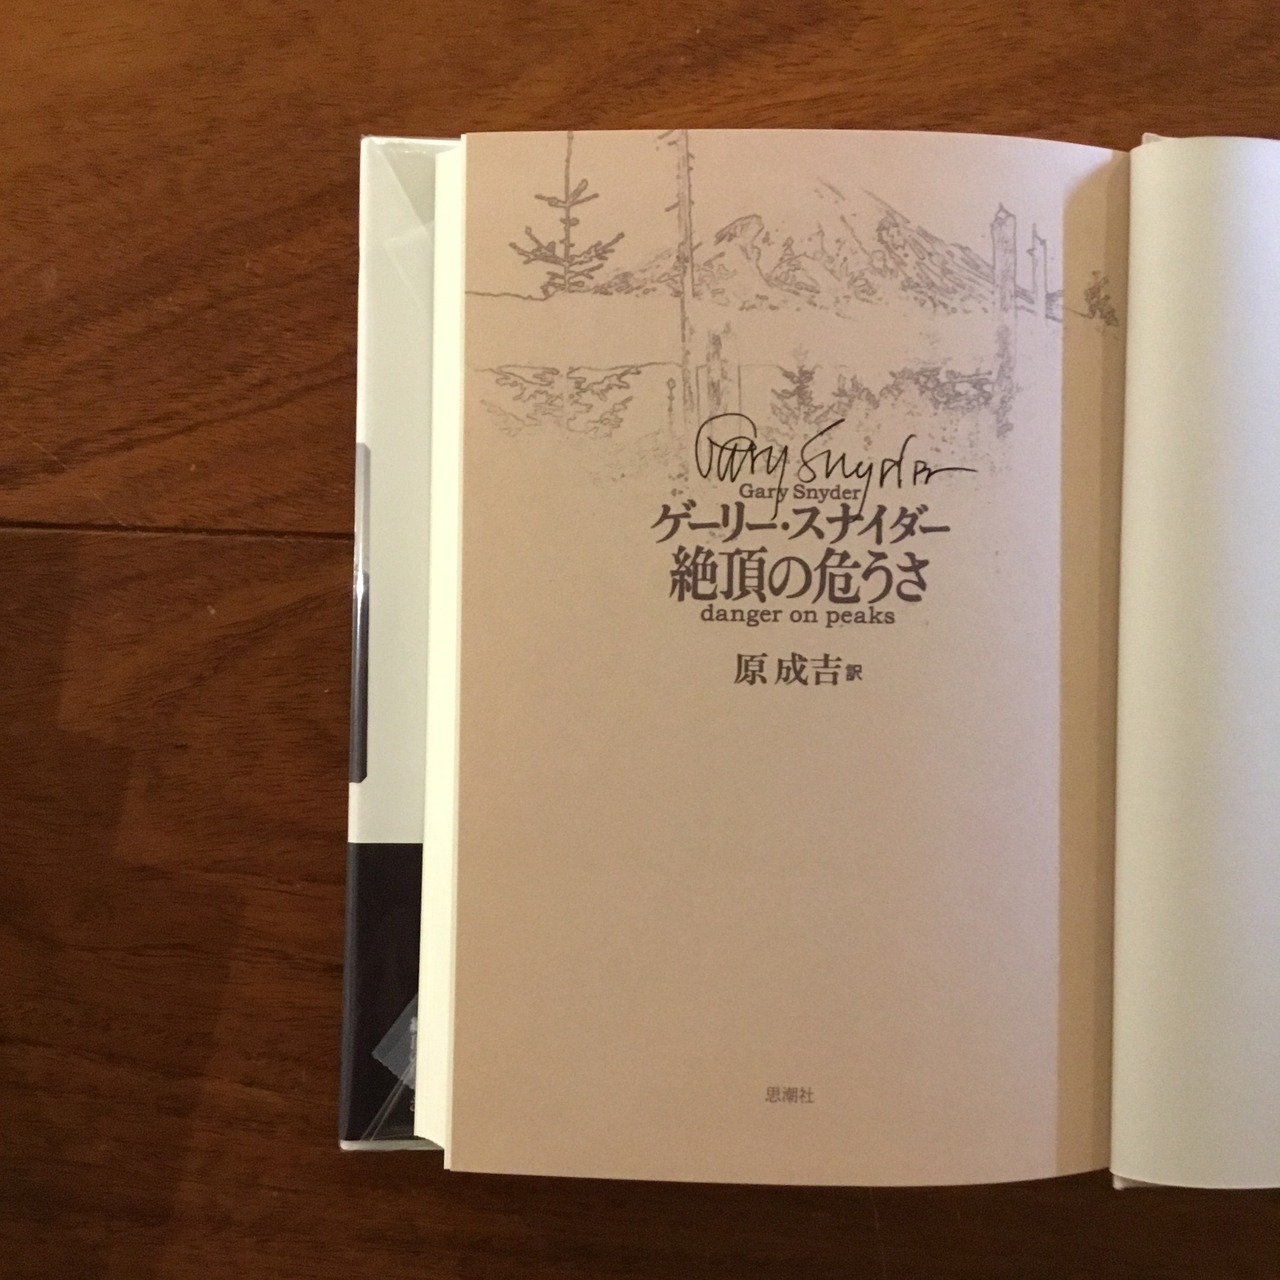 Gary Snyder
Gary Snyder
ゲーリー・スナイダー
絶頂の危うさ
danger on peaks
原 成吉 訳
思潮社